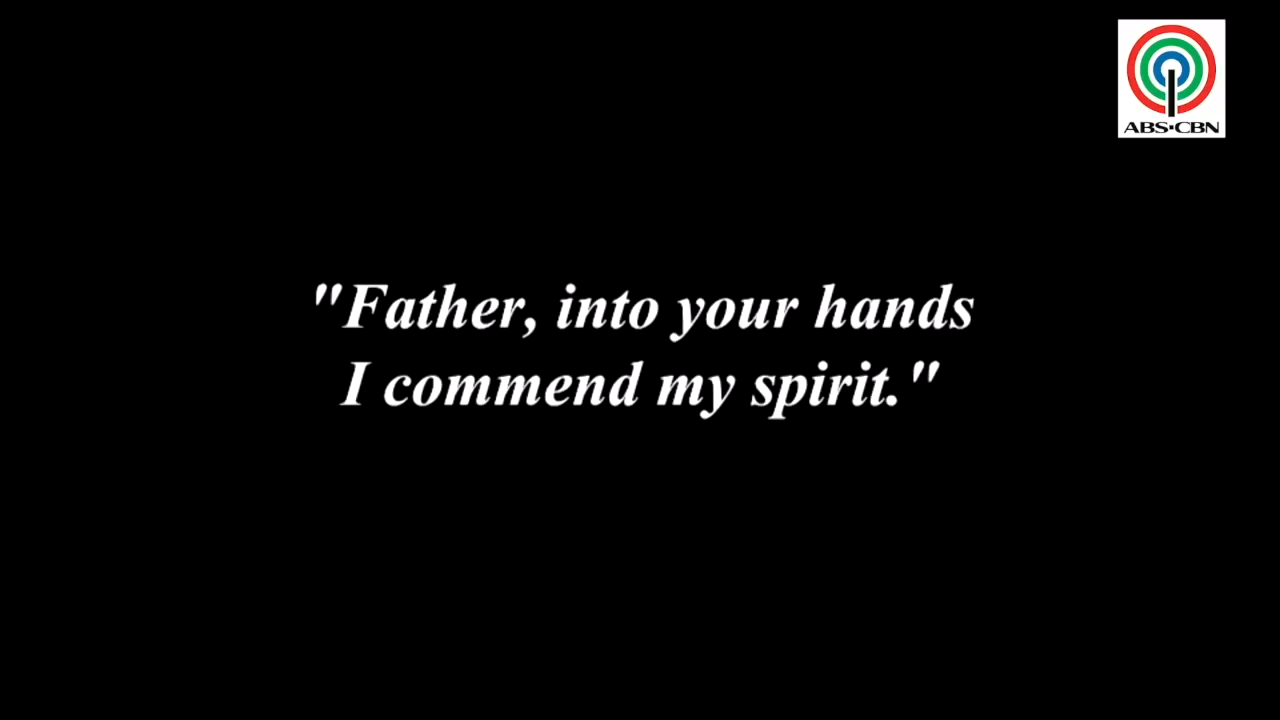 ABS-CBN
"Father, into your hands
I commend my spirit."